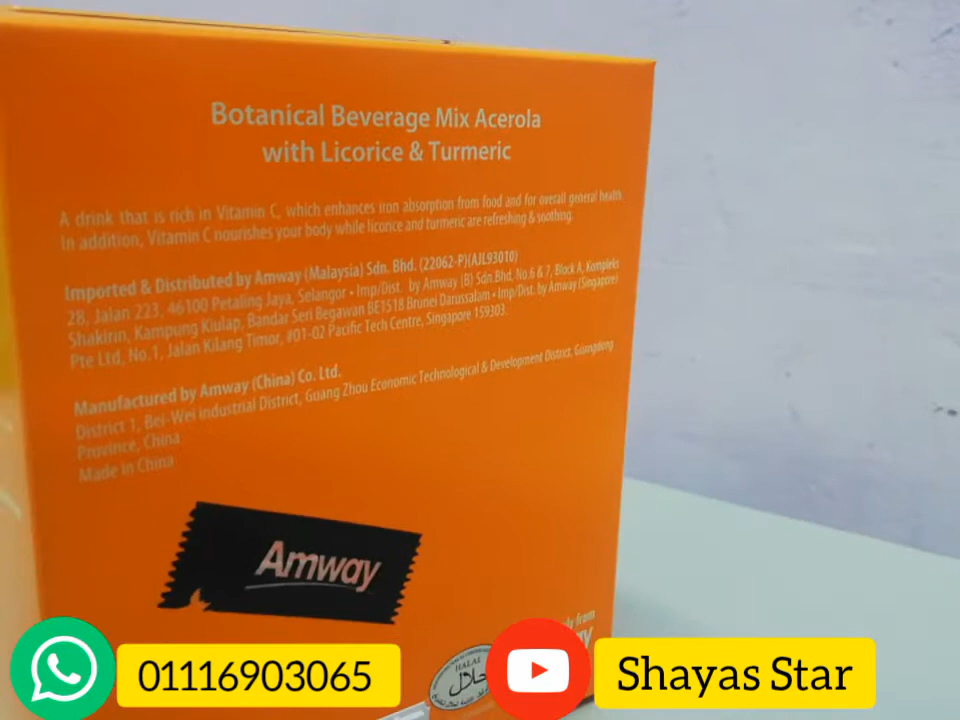 Botanical Beverage Mix Acerola
with Licorice & Turmeric
A drink that is rich in Vitamin C, which enhances iron absorption from food and for overall general health.
In addition, Vitamin C nourishes your body while licorice and turmeric are refreshing & soothing.
Imported & Distributed by Amway (Malaysia) Sdn. Bhd. (22062-P)(AJL93010)
28, Jalan 223, 46100 Petaling Jaya, Selangor • Imp/Dist. by Amway (B) Sdn.Bhd, No.6 & 7, Block A, Kompleks
Shakirin, Kampung Kiulap, Bandar Seri Begawan BE1518 Brunei Darussalam • Imp/Dist. by Amway (Singapore)
Pte Ltd, No.1, Jalan Kilang Timor, #01-02 Pacific Tech Centre, Singapore 159303.
Manufactured by Amway (China) Co. Ltd.
District 1, Bei-Wei industrial District, Guang Zhou Economic Technological & Development District, Guangdong
Province, China
Made in China
Amway
from
HALAL
حلال
01116903065
Shayas Star